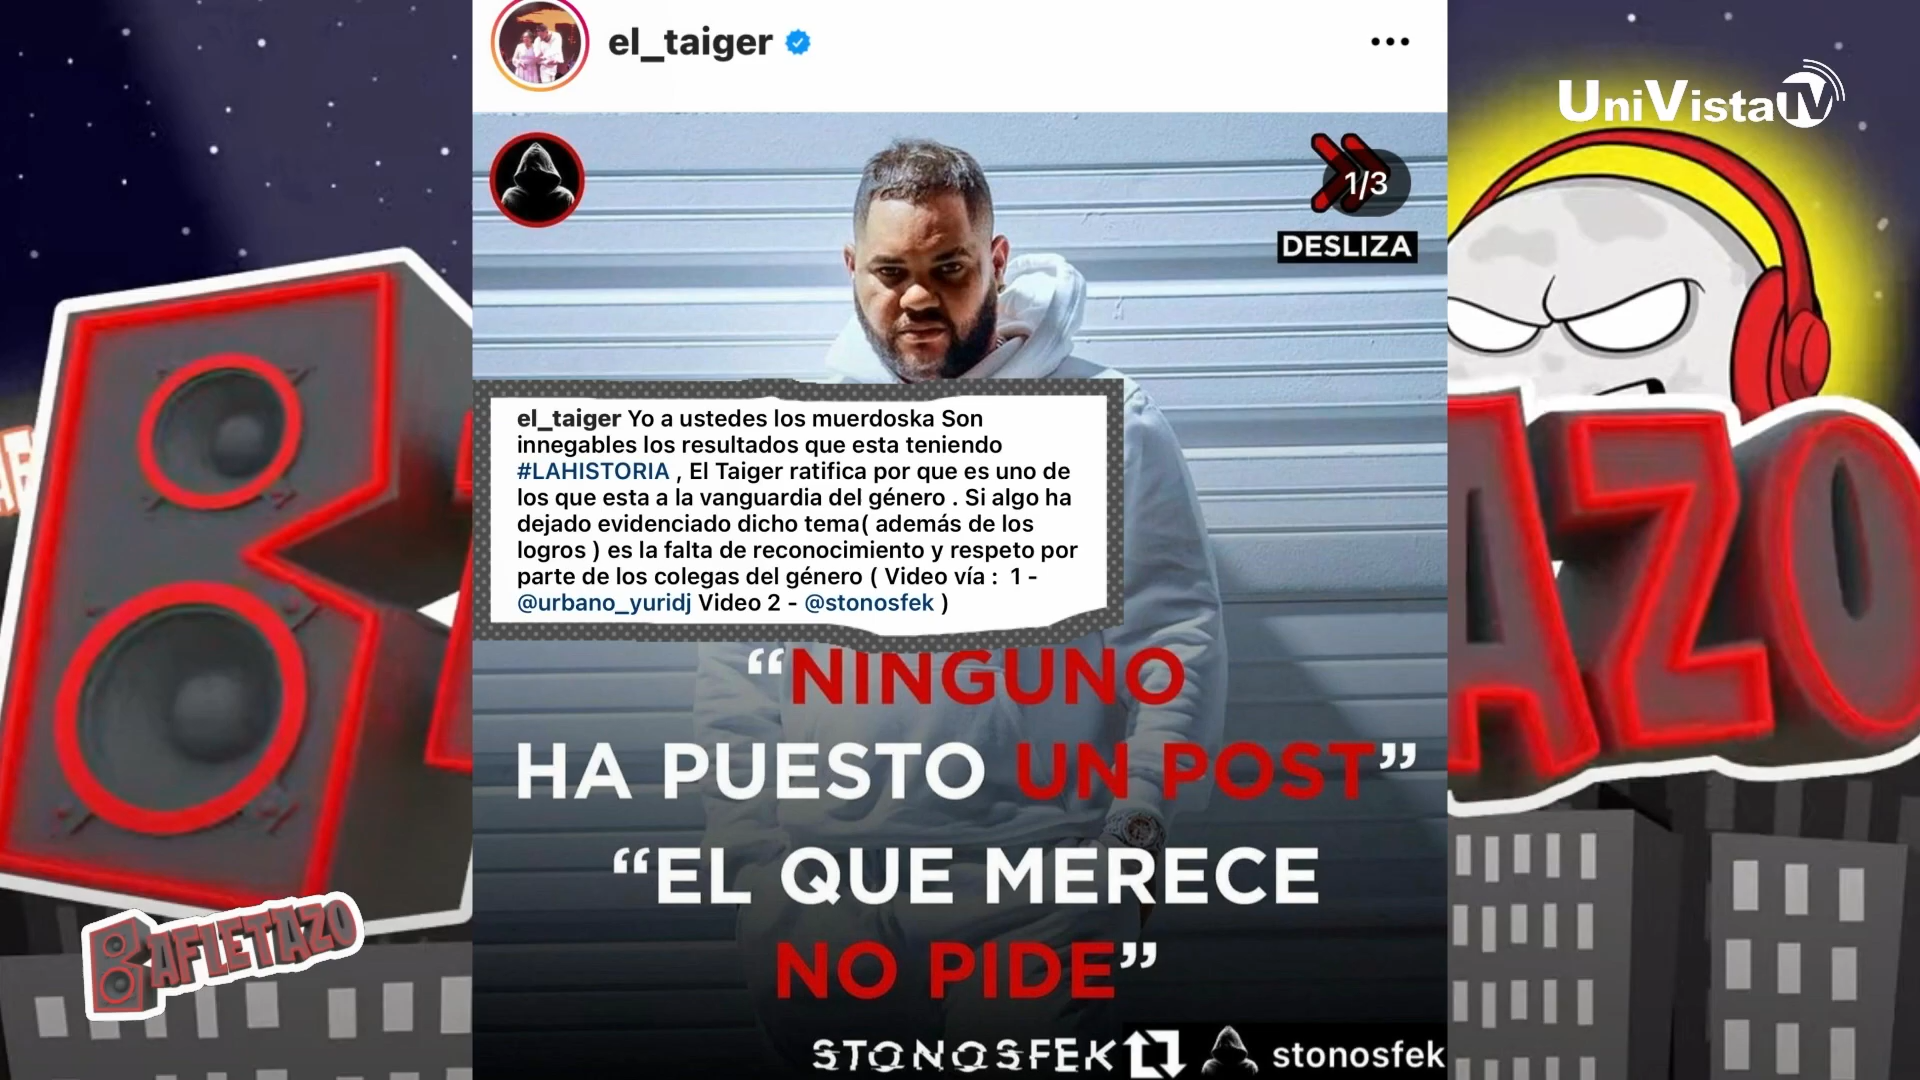 el_taiger
UniVistaTV
1/3
DESLIZA
el_taiger Yo a ustedes los muerdoska Son
innegables los resultados que esta teniendo
#LAHISTORIA , El Taiger ratifica por que es uno de
los que esta a la vanguardia del género . Si algo ha
dejado evidenciado dicho tema( además de los
logros ) es la falta de reconocimiento y respeto por
parte de los colegas del género ( Video vía :  1 -
@urbano_yuridj Video 2 - @stonosfek )
“NINGUNO
HA PUESTO UN POST”
“EL QUE MERECE
NO PIDE”
STONOSFEK
stonosfek
BAFLETAZO
B
AZO